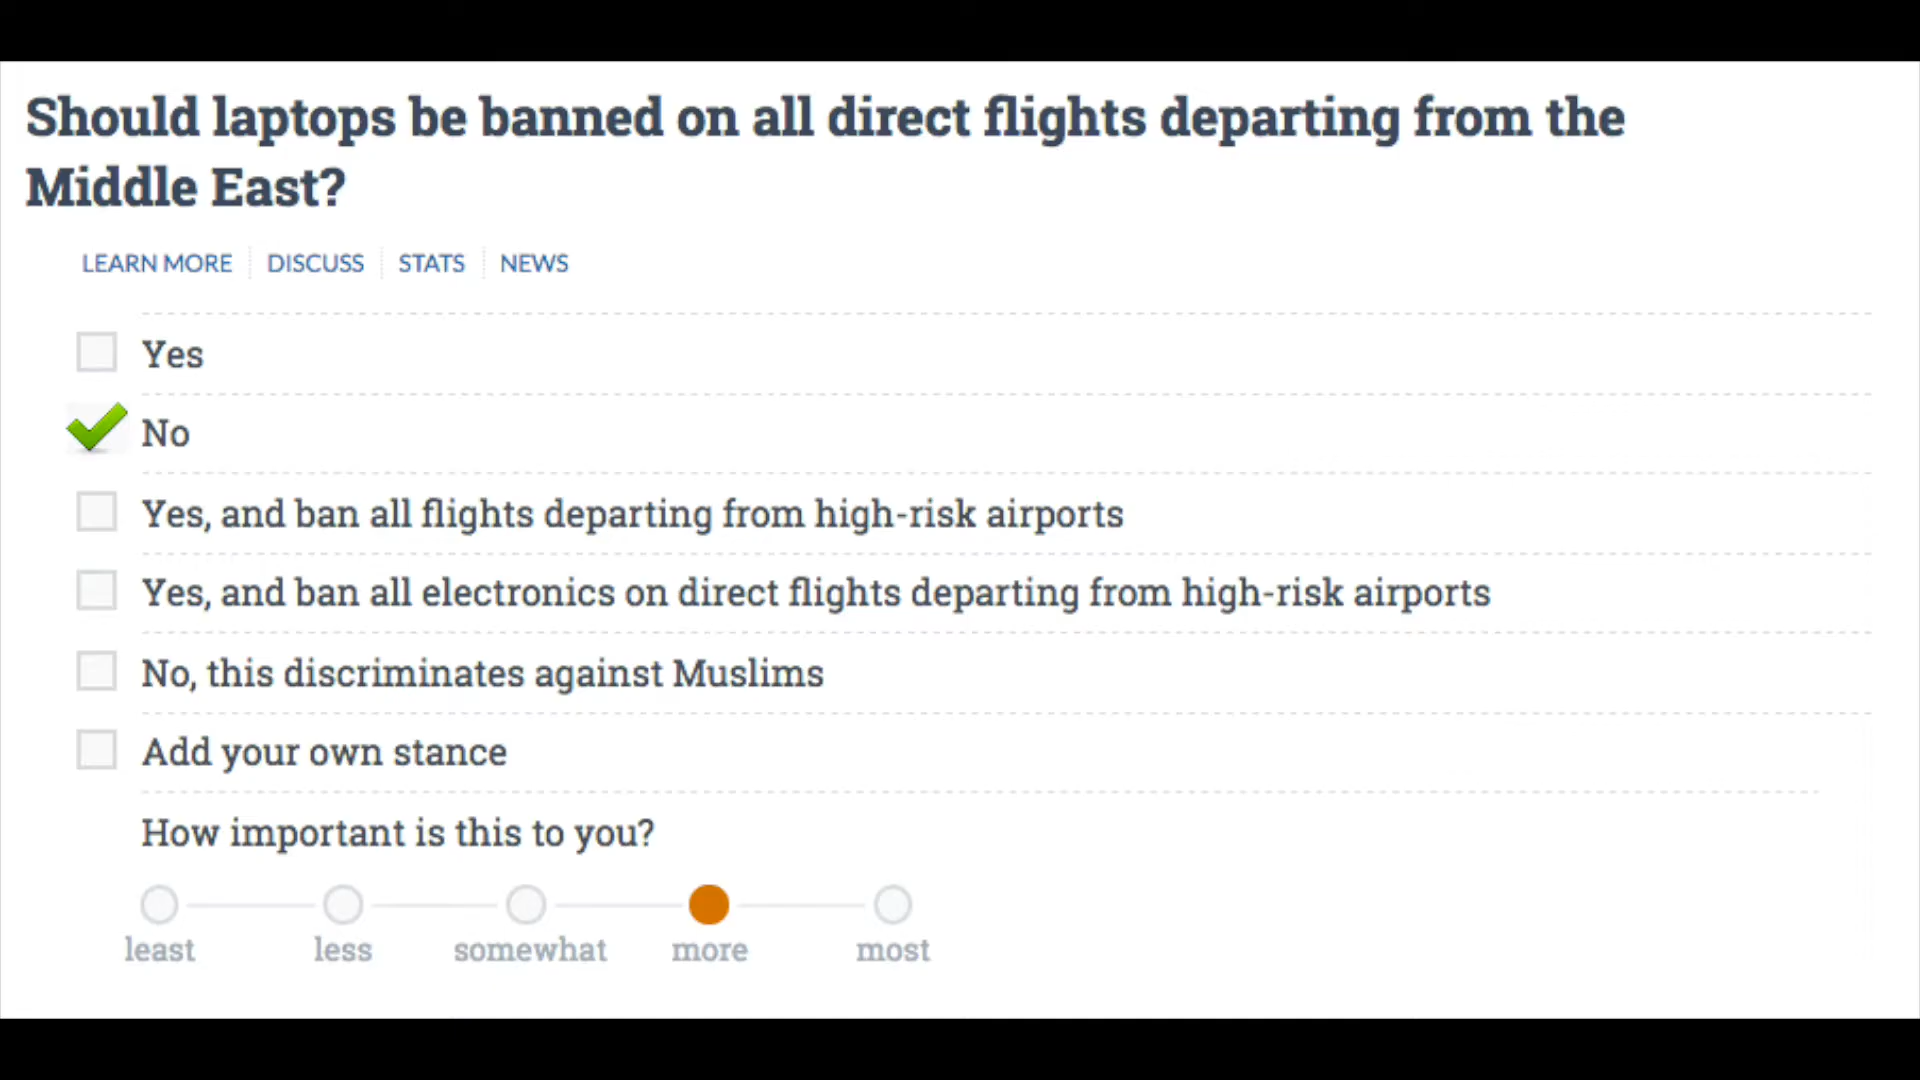 Should laptops be banned on all direct flights departing from the
Middle East?
LEARN MORE DISCUSS STATS NEWS
Yes
No
Yes, and ban all flights departing from high-risk airports
Yes, and ban all electronics on direct flights departing from high-risk airports
No, this discriminates against Muslims
Add your own stance
How important is this to you?
least less somewhat more most